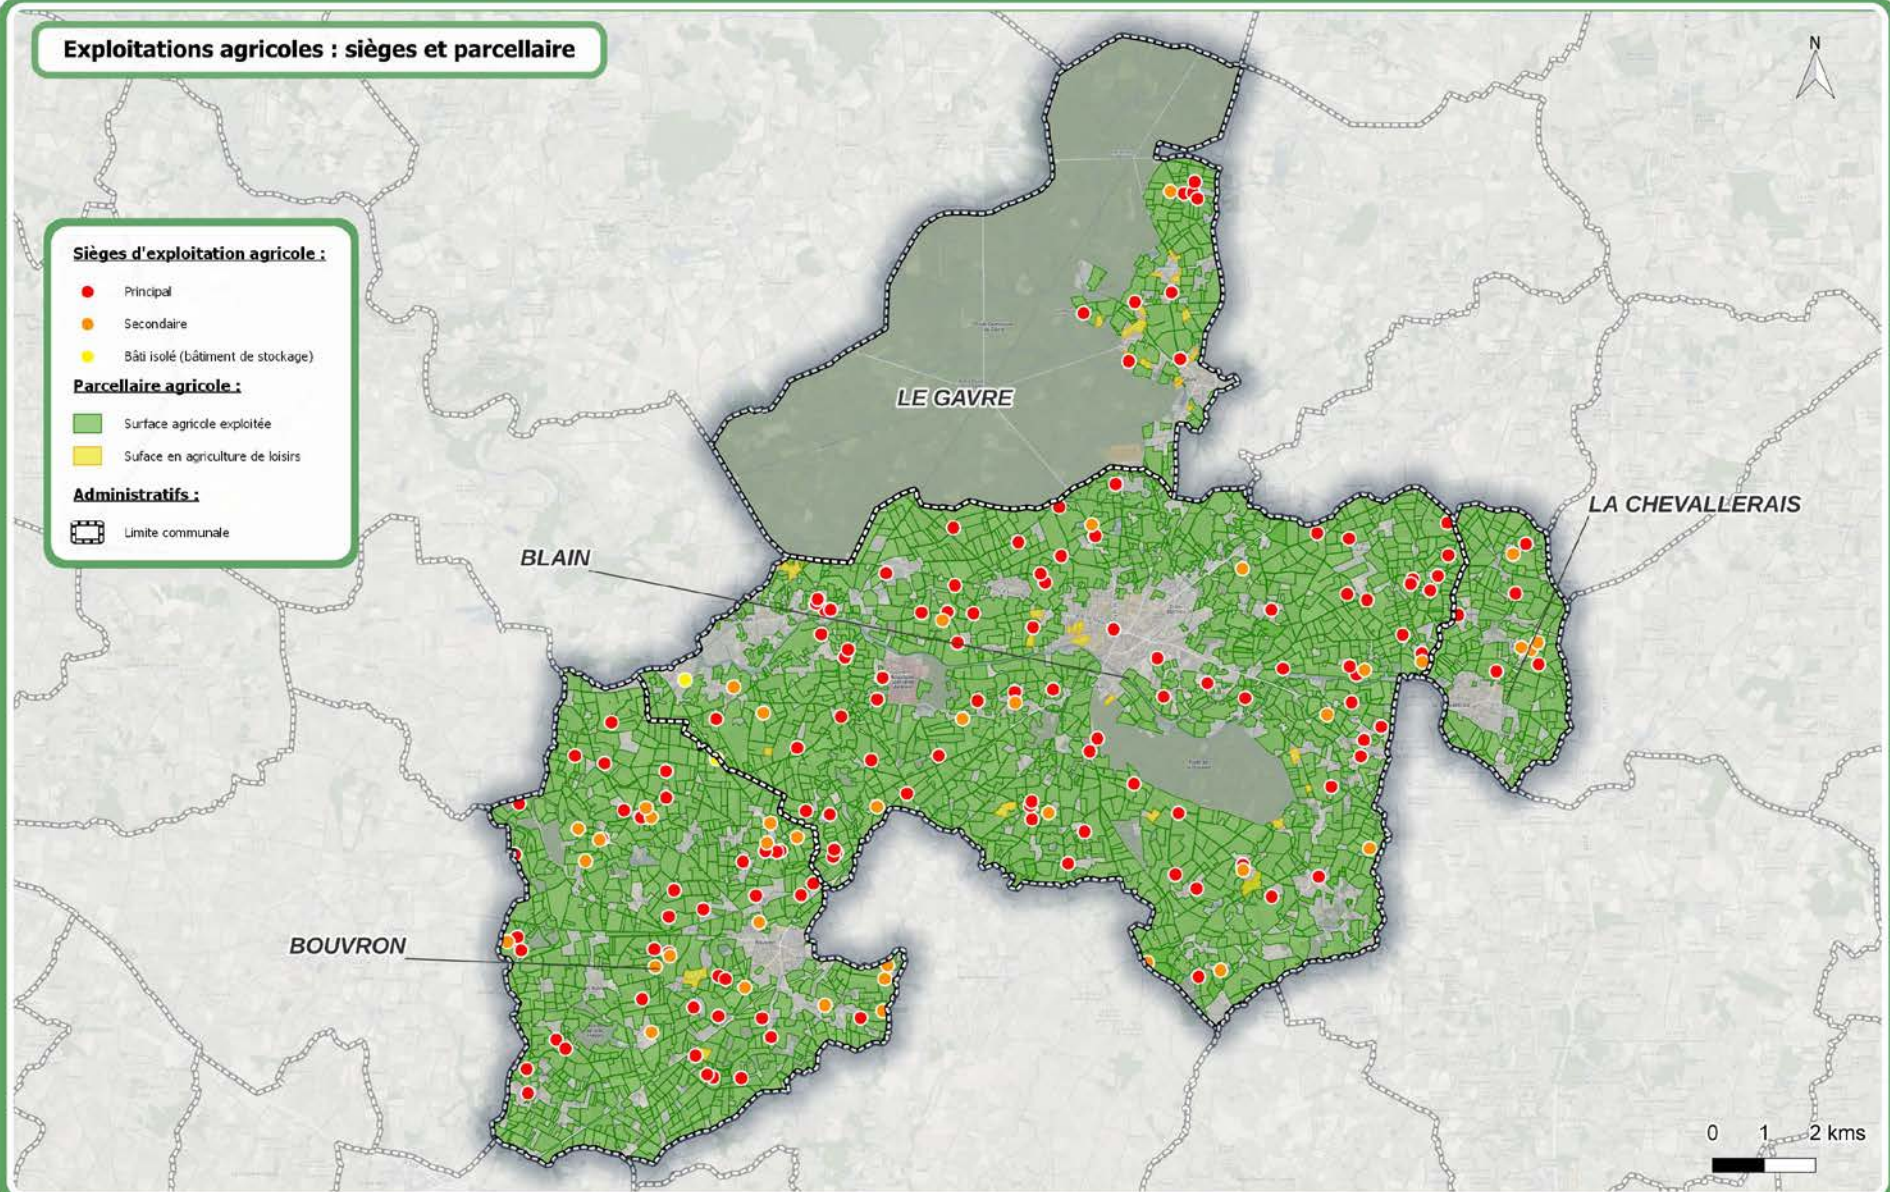 Exploitations agricoles : sièges et parcellaire
N
Sièges d'exploitation agricole :
Principal
Secondaire
Bâti isolé (bâtiment de stockage)
Parcellaire agricole :
Surface agricole exploitée
Suface en agriculture de loisirs
Administratifs :
Limite communale
LE GAVRE
LA CHEVALLERAIS
BLAIN
BOUVRON
0 1 2 kms